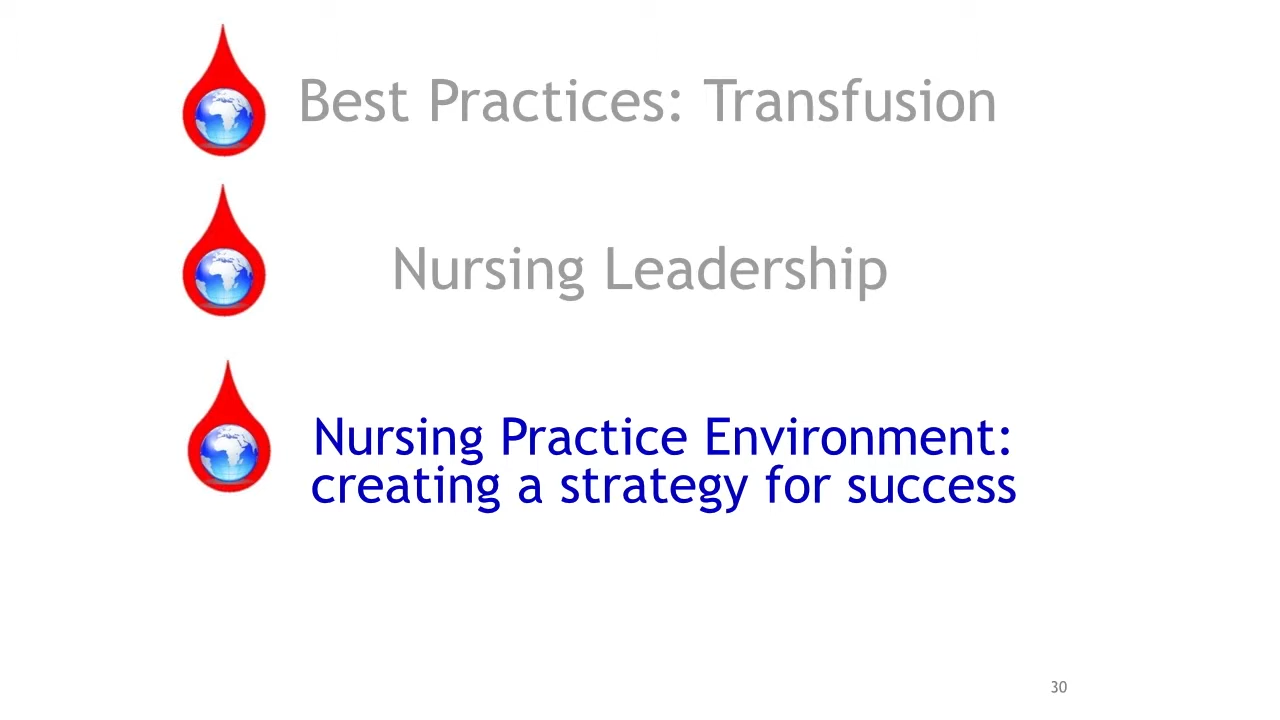 Best Practices: Transfusion
Nursing Leadership
Nursing Practice Environment:
creating a strategy for success
30